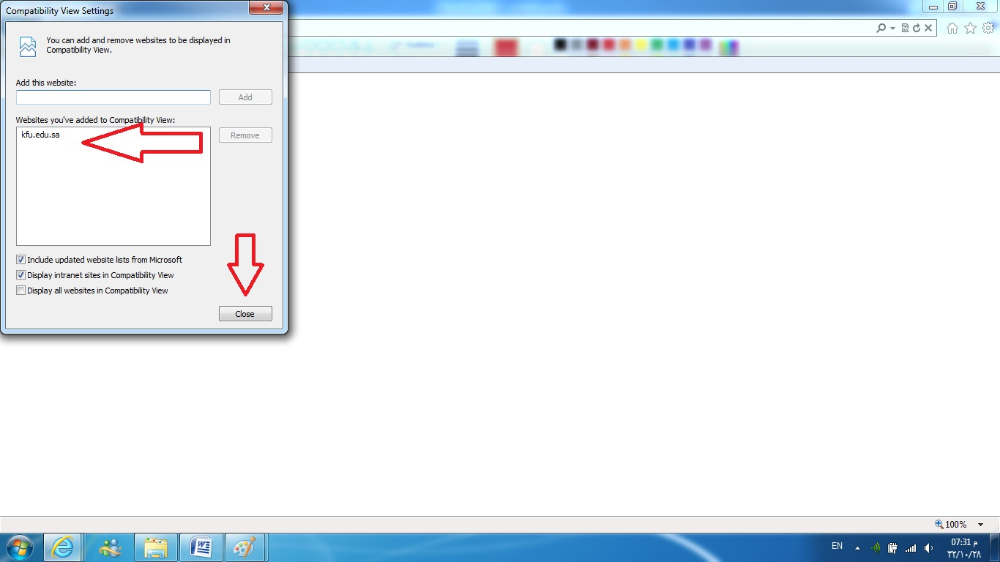 Compatibility View Settings
You can add and remove websites to be displayed in
Compatibility View.
Add this website:
Add
Websites you've added to Compatibility View:
kfu.edu.sa
Remove
Include updated website lists from Microsoft
Display intranet sites in Compatibility View
Display all websites in Compatibility View
Close
100%
EN
07:31 م
٣٢/١٠/٢٨